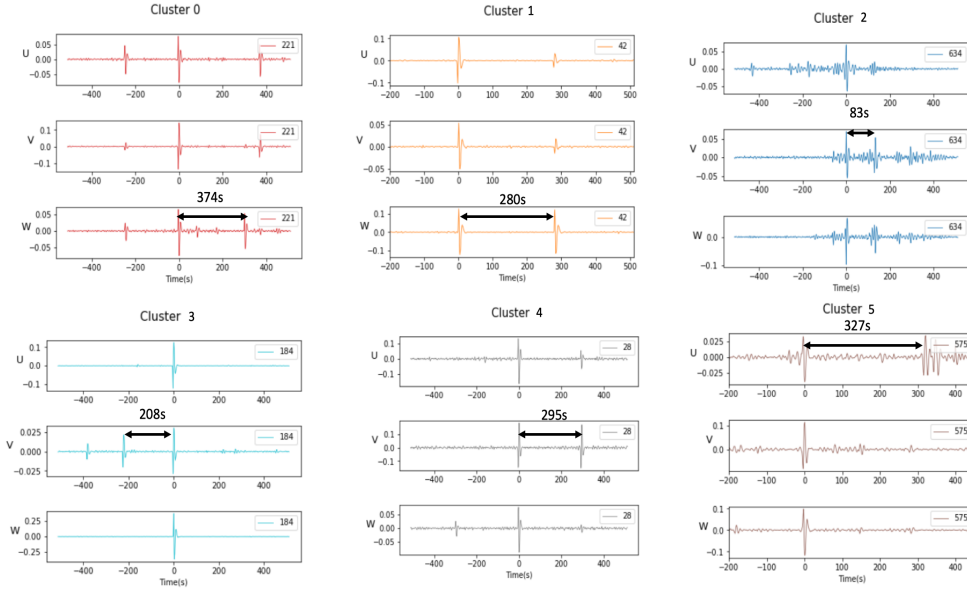 Cluster 0
U
0.05
0.00
−0.05
221
−400 −200 0 200 400
V
0.1
0.0
−0.1
221
−400 −200 0 200 400
374s
W
0.05
0.00
−0.05
221
−400 −200 0 200 400
Time(s)
Cluster 1
U
0.1
0.0
−0.1
42
−200 −100 0 100 200 300 400 500
V
0.05
0.00
−0.05
42
−200 −100 0 100 200 300 400 500
280s
W
0.1
0.0
−0.1
42
−200 −100 0 100 200 300 400 500
Time(s)
Cluster 2
U
0.05
0.00
−0.05
634
−400 −200 0 200 400
83s
V
0.05
0.00
−0.05
634
−400 −200 0 200 400
W
0.0
−0.1
634
−400 −200 0 200 400
Time(s)
Cluster 3
U
0.1
0.0
−0.1
184
−400 −200 0 200 400
208s
V
0.025
0.000
−0.025
184
−400 −200 0 200 400
W
0.25
0.00
−0.25
184
−400 −200 0 200 400
Time(s)
Cluster 4
U
0.1
0.0
−0.1
28
−400 −200 0 200 400
295s
V
0.1
0.0
−0.1
28
−400 −200 0 200 400
W
0.05
0.00
−0.05
28
−400 −200 0 200 400
Time(s)
Cluster 5
327s
U
0.025
0.000
−0.025
575
−200 −100 0 100 200 300 400
V
0.1
0.0
575
−200 −100 0 100 200 300 400
W
0.1
0.0
−0.1
575
−200 −100 0 100 200 300 400
Time(s)